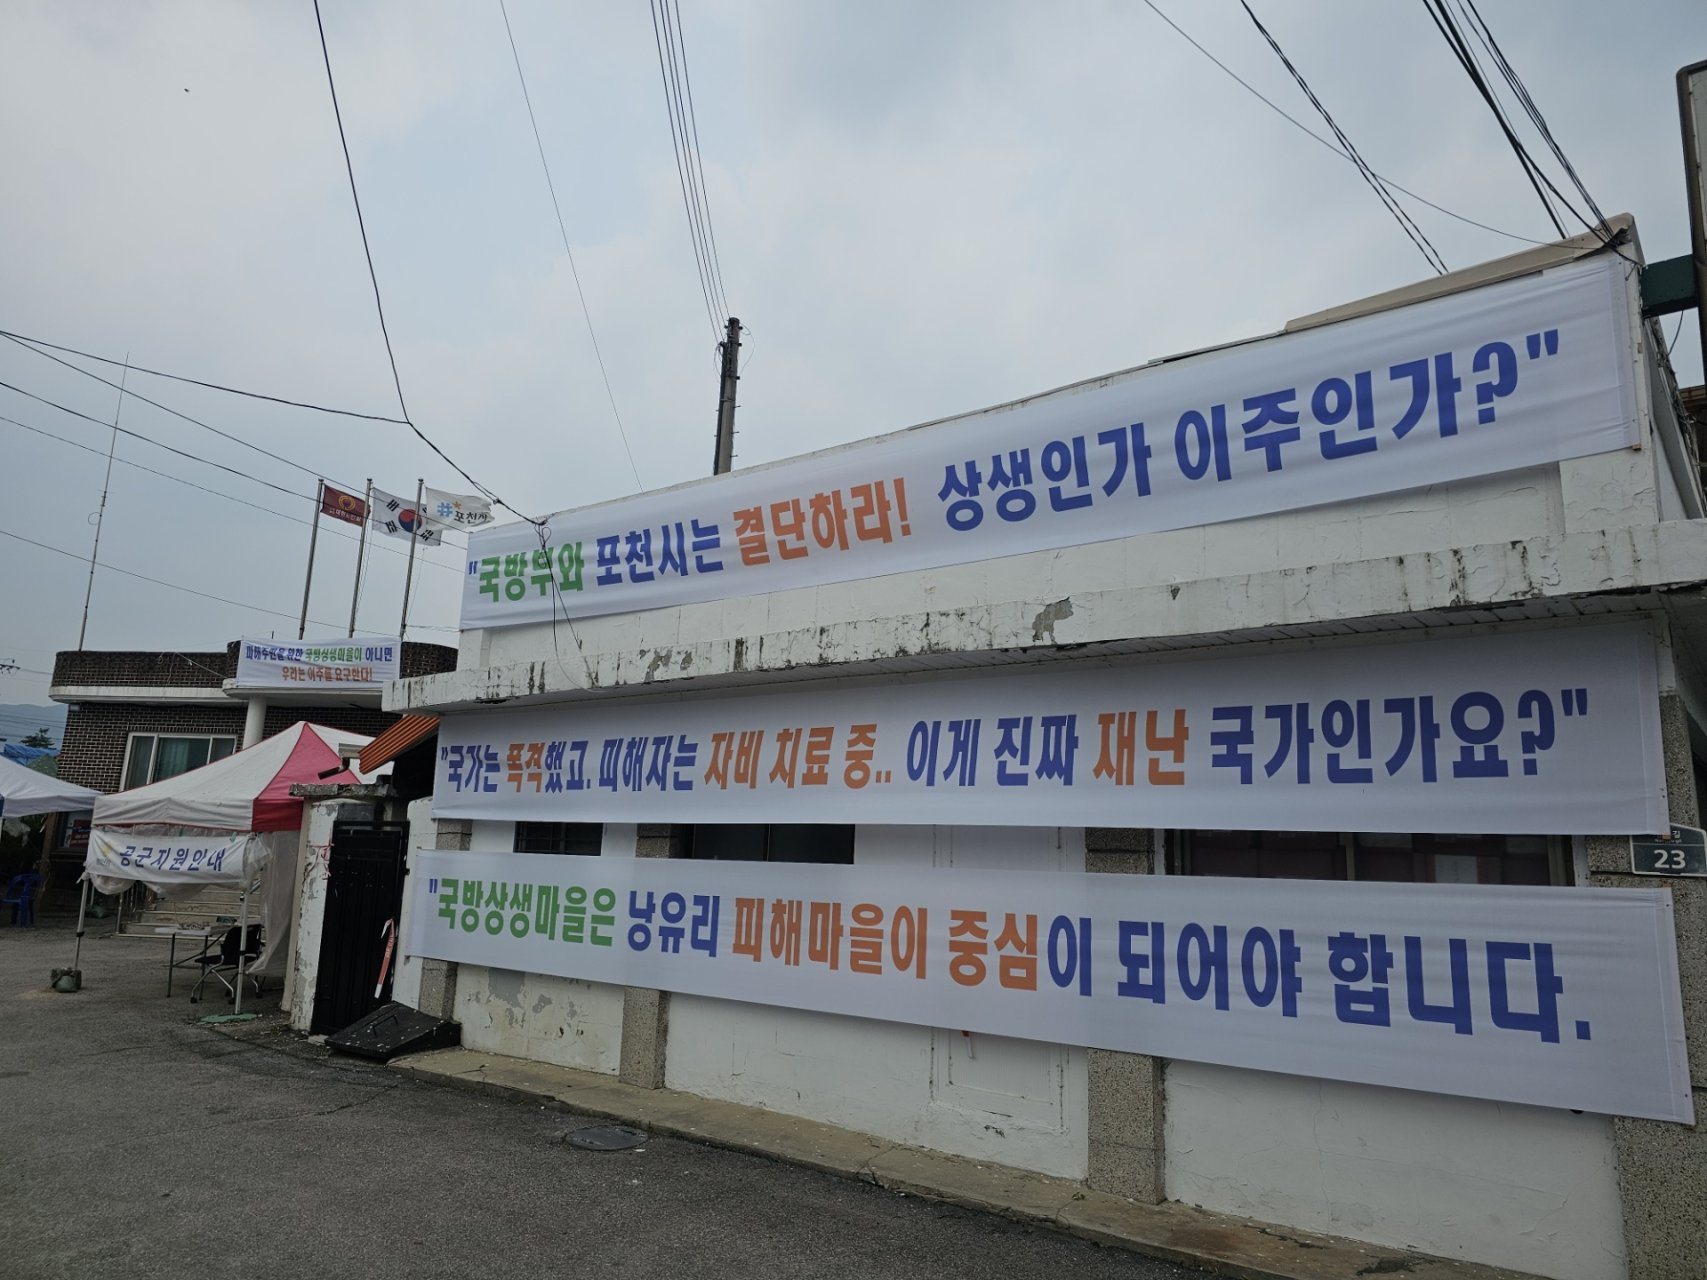 "국방부와 포천시는 결단하라! 상생인가 이주인가?"
#포천시
피해주민을 위한 국방상생마을이 아니면
우리는 이주를 요구한다!
"국가는 폭격했고, 피해자는 자비 치료 중.. 이게 진짜 재난 국가인가요?"
공군지원안내
23
"국방상생마을은 낭유리 피해마을이 중심이 되어야 합니다.